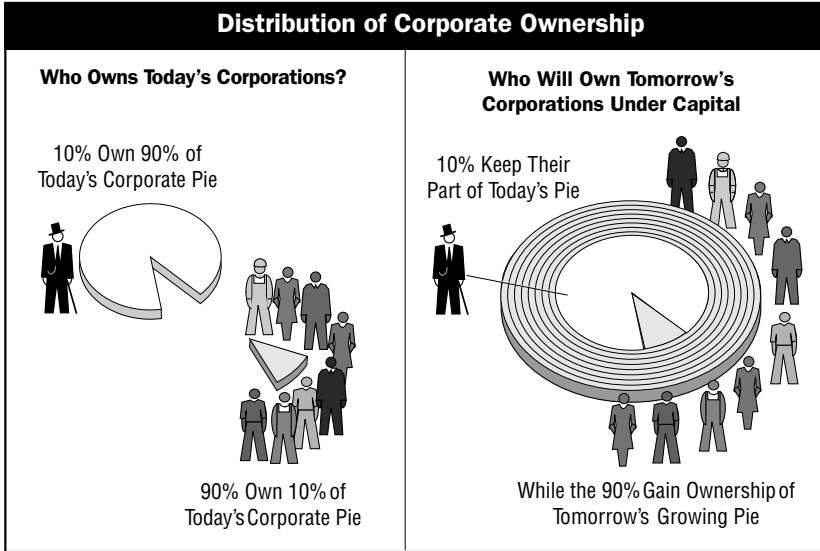 Distribution of Corporate Ownership
Who Owns Today's Corporations?
10% Own 90% of
Today's Corporate Pie
90% Own 10% of
Today's Corporate Pie
Who Will Own Tomorrow's
Corporations Under Capital
10% Keep Their
Part of Today's Pie
While the 90% Gain Ownership of
Tomorrow's Growing Pie